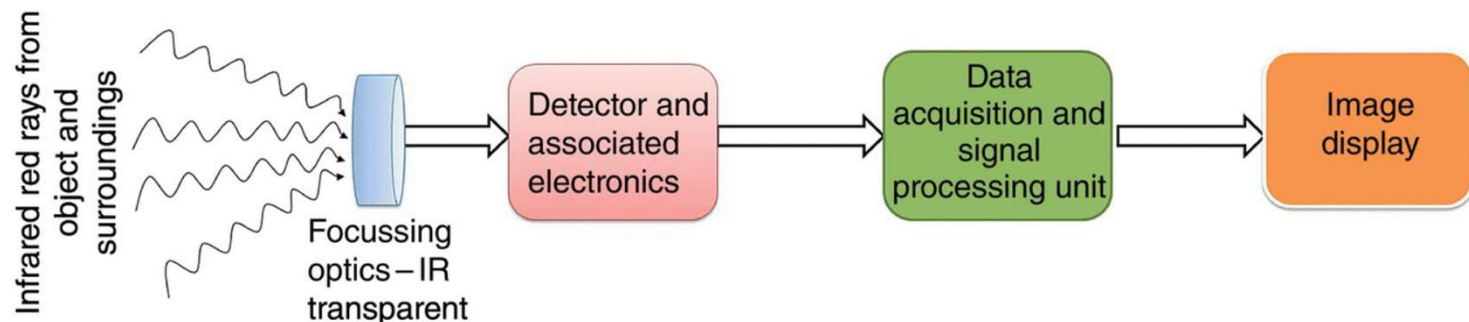 Infrared red rays from
object and
surroundings
Focussing
optics – IR
transparent
Detector and
associated
electronics
Data
acquisition and
signal
processing unit
Image
display